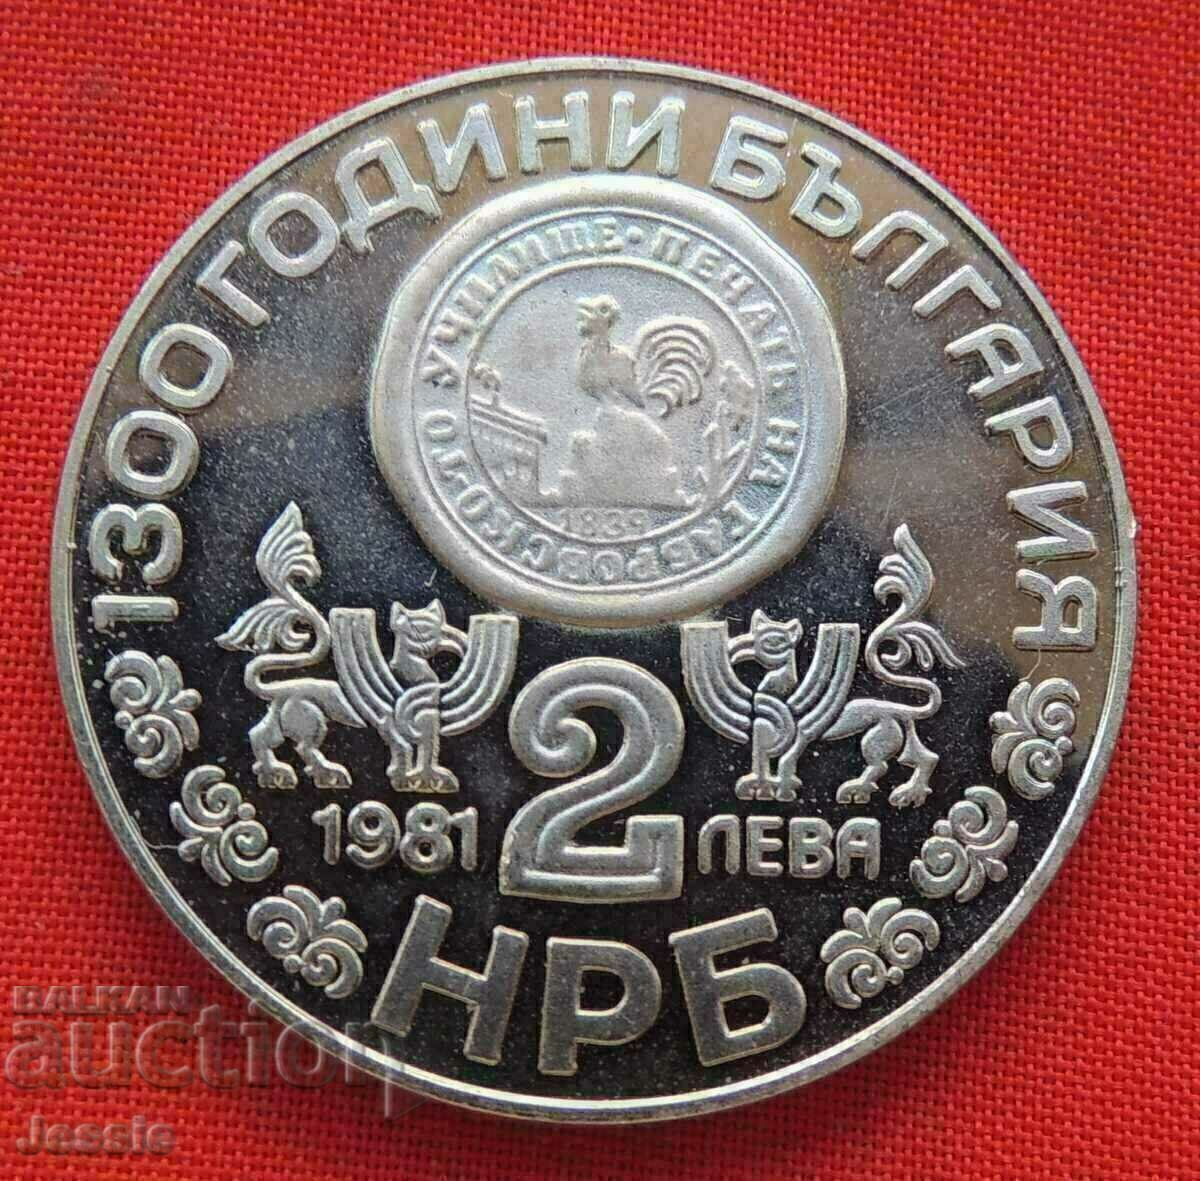 1300 ГОДИНИ БЪЛГАРИЯ
ПЕЧАТЬ НА ГАБРОВСКОТО УЧИЛИЩЕ
1839
1981 2 ЛЕВА
НРБ
BALKAN
auction
Jessie